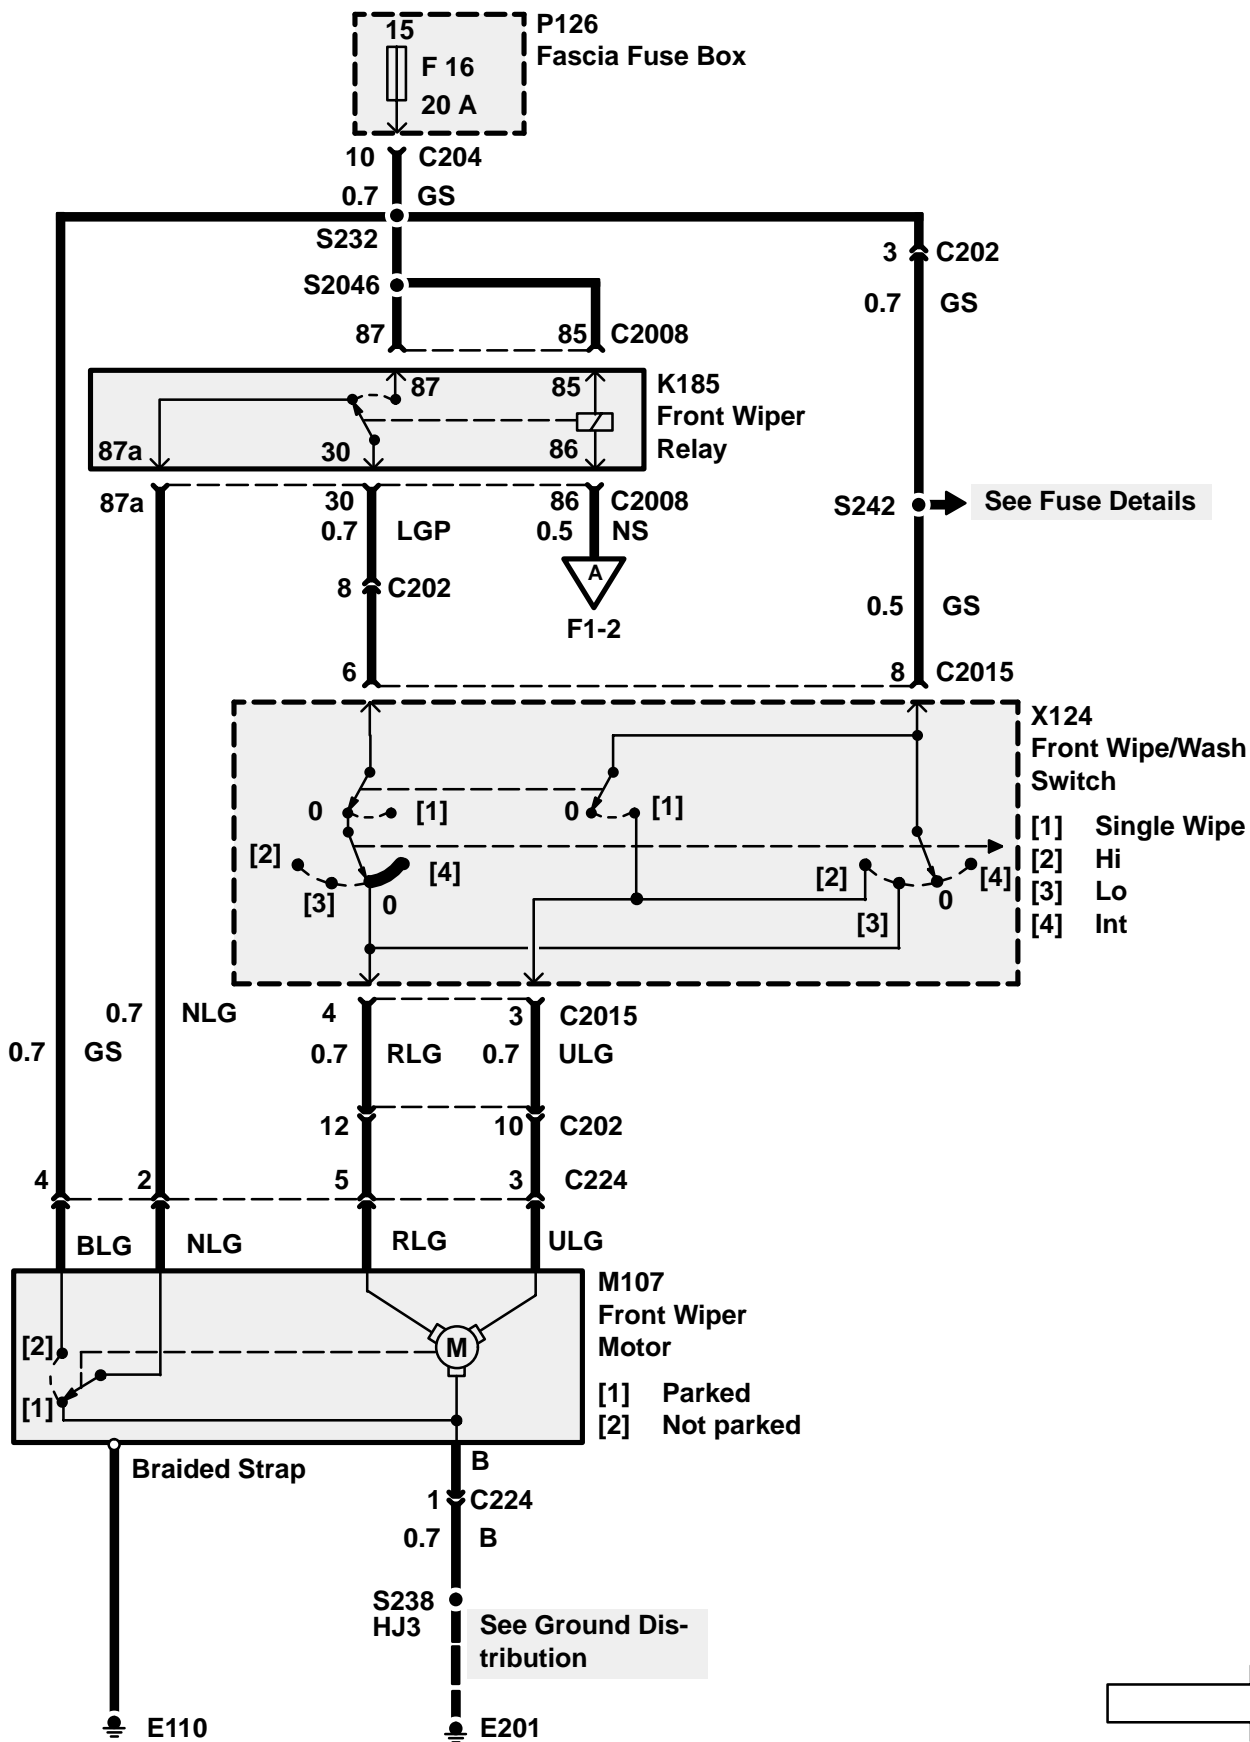 15
F 16
20 A
P126
Fascia Fuse Box
10 C204
0.7 GS
S232
S2046
3 C202
0.7 GS
87 85 C2008
87 85
K185
Front Wiper
Relay
87a 30 86
87a 30 86 C2008
0.7 LGP 0.5 NS
S242 See Fuse Details
A
8 C202
F1-2
0.5 GS
6 8 C2015
X124
Front Wipe/Wash
Switch
0 [1] 0 [1]
[1] Single Wipe
[2] Hi
[3] Lo
[4] Int
[2] [4] [2] [4]
[3] 0 [3] 0
0.7 NLG 4 3 C2015
0.7 GS 0.7 RLG 0.7 ULG
12 10 C202
4 2 5 3 C224
BLG NLG RLG ULG
M107
Front Wiper
Motor
[2] M
[1]
[1] Parked
[2] Not parked
Braided Strap B
1 C224
0.7 B
S238
HJ3
See Ground Dis-
tribution
E110 E201